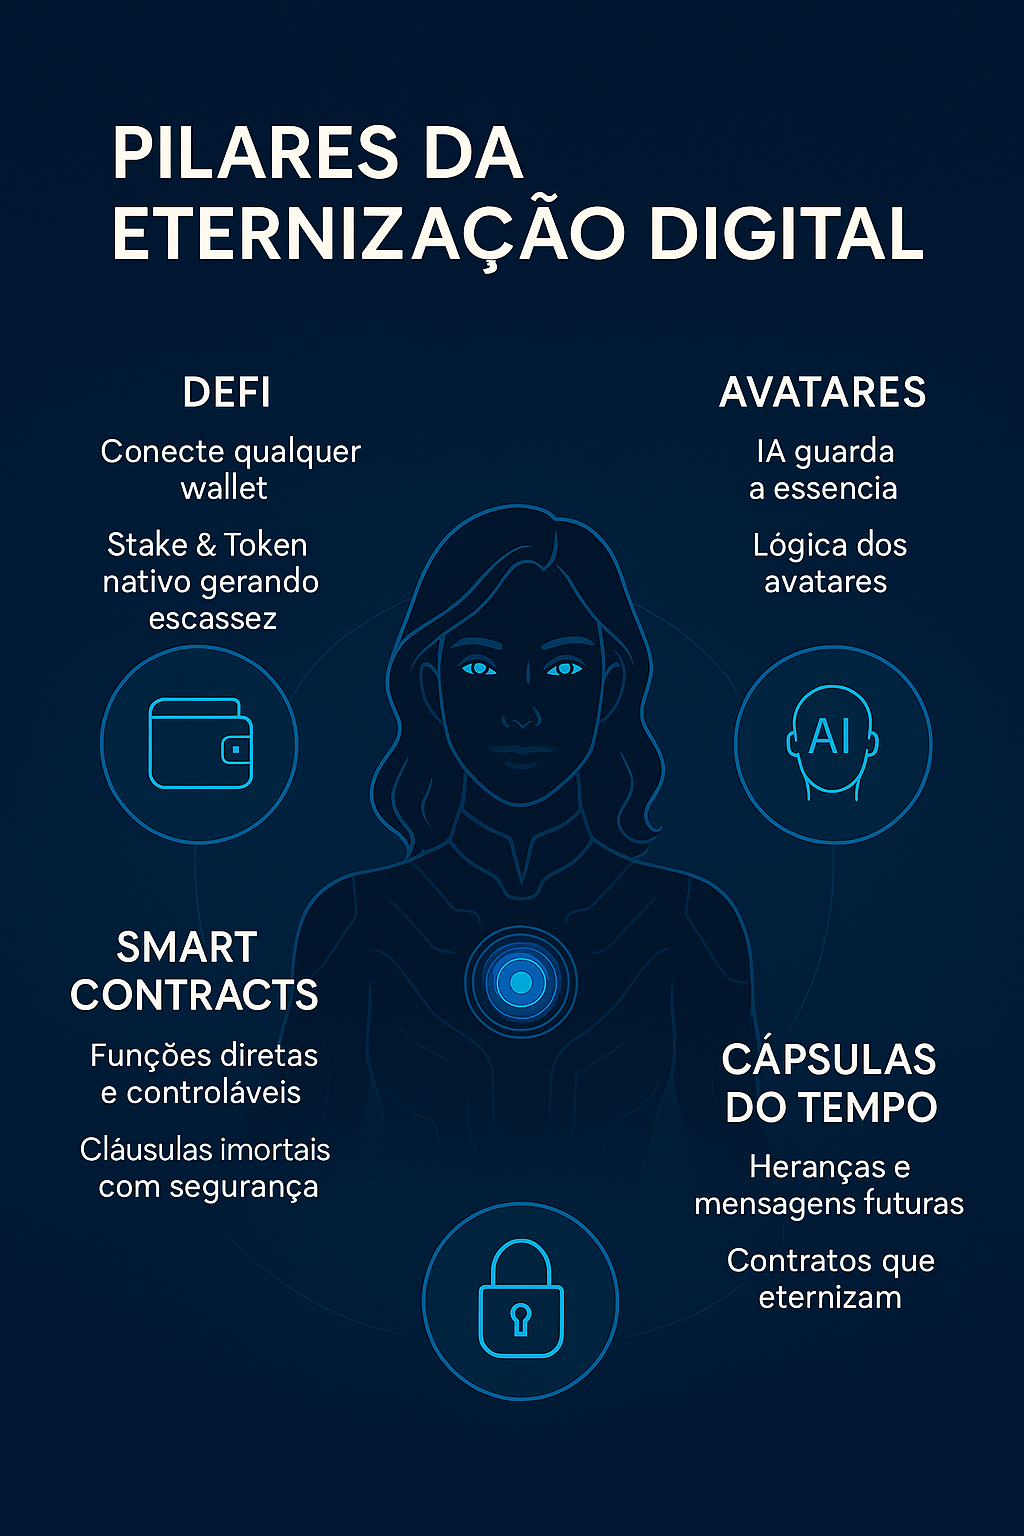 PILARES DA
ETERNIZAÇÃO DIGITAL
DEFI
Conecte qualquer
wallet
Stake & Token
nativo gerando
escassez
AVATARES
IA guarda
a essencia
Lógica dos
avatares
AI
SMART
CONTRACTS
Funções diretas
e controláveis
Cláusulas imortais
com segurança
CÁPSULAS
DO TEMPO
Heranças e
mensagens futuras
Contratos que
eternizam